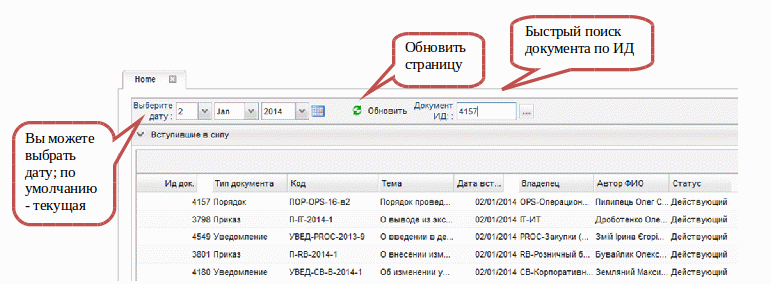 Обновить
страницу
Быстрый поиск
документа по ИД
Home
Выберите
дату:
2
Jan
2014
Обновить
Документ
ИД:
4157
...
Вступившие в силу
Вы можете
выбрать
дату; по
умолчанию
- текущая
Ид док. Тип документа Код Тема Дата вст... Владелец Автор ФИО Статус
4157 Порядок ПОР-OPS-16-в2 Порядок провед... 02/01/2014 OPS-Операцион... Пилипець Олег С... Действующий
3798 Приказ П-IT-2014-1 О выводе из экс... 02/01/2014 IT-ИТ Дроботенко Оле... Действующий
4549 Уведомление УВЕД-PROC-2013-9 О введении в де... 02/01/2014 PROC-Закупки (... Змій Ірина Єгорі... Действующий
3801 Приказ П-RB-2014-1 О внесении изм... 02/01/2014 RB-Розничный б... Бувайлик Олекс... Действующий
4180 Уведомление УВЕД-СВ-В-2014-1 Об изменении у... 02/01/2014 СВ-Корпоративн... Земляний Макси... Действующий